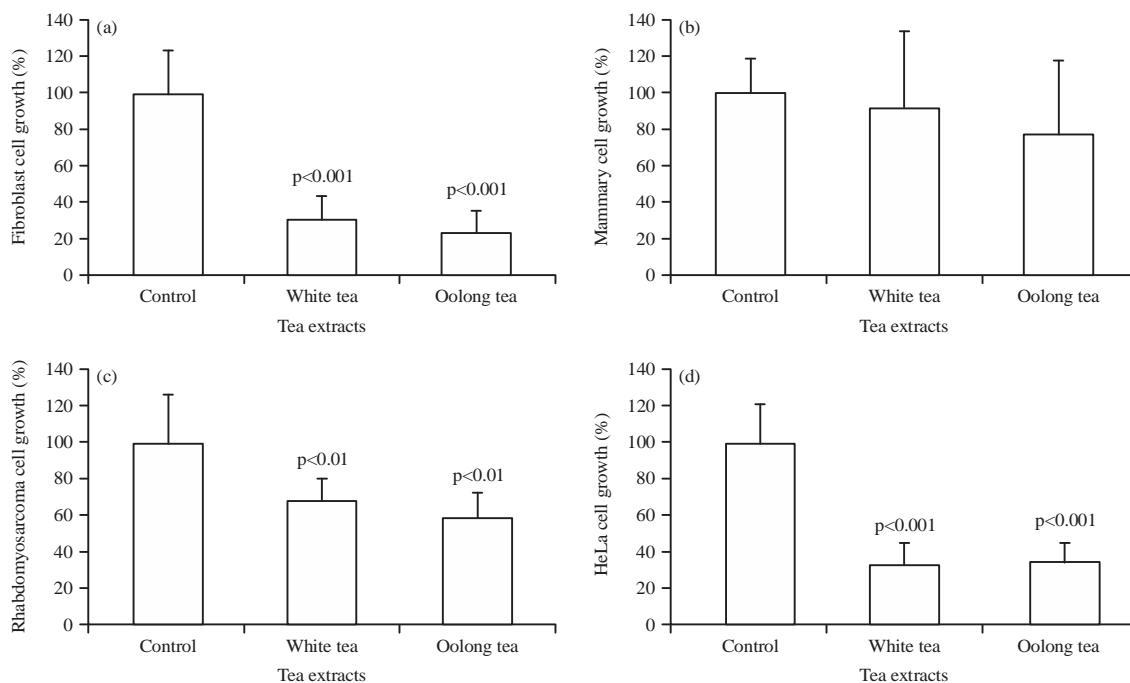 (a)
Fibroblast cell growth (%)
140
120
100
80
60
40
20
0
p<0.001
p<0.001
Control
White tea
Oolong tea
Tea extracts
(b)
Mammary cell growth (%)
140
120
100
80
60
40
20
0
Control
White tea
Oolong tea
Tea extracts
(c)
Rhabdomyosarcoma cell growth (%)
140
120
100
80
60
40
20
0
p<0.01
p<0.01
Control
White tea
Oolong tea
Tea extracts
(d)
HeLa cell growth (%)
140
120
100
80
60
40
20
0
p<0.001
p<0.001
Control
White tea
Oolong tea
Tea extracts